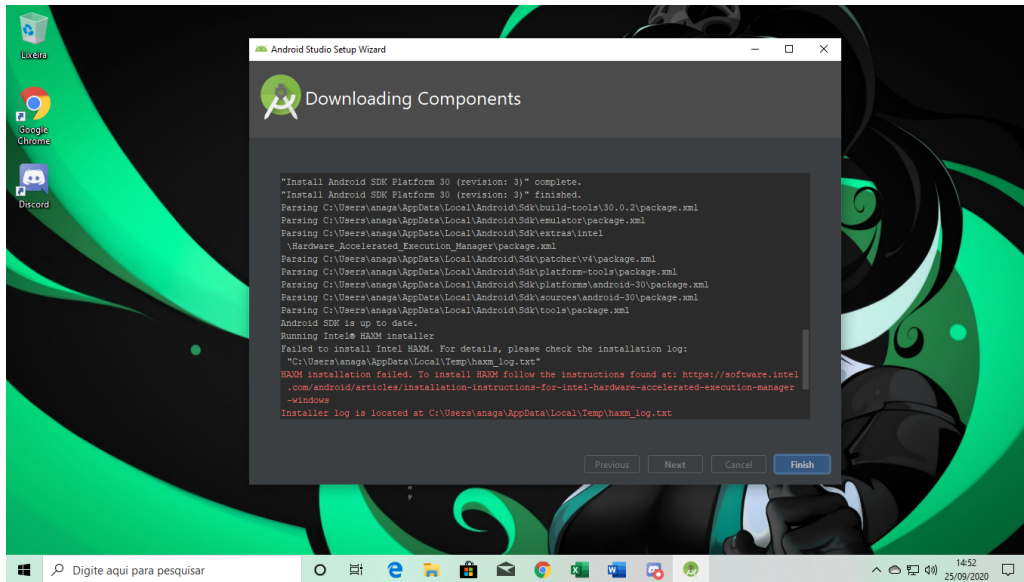 Lixeira
Google
Chrome
Discord
Android Studio Setup Wizard
Downloading Components
"Install Android SDK Platform 30 (revision: 3)" complete.
"Install Android SDK Platform 30 (revision: 3)" finished.
Parsing C:\Users\anaga\AppData\Local\Android\Sdk\build-tools\30.0.2\package.xml
Parsing C:\Users\anaga\AppData\Local\Android\Sdk\emulator\package.xml
Parsing C:\Users\anaga\AppData\Local\Android\Sdk\extras\intel
\Hardware_Accelerated_Execution_Manager\package.xml
Parsing C:\Users\anaga\AppData\Local\Android\Sdk\patcher\v4\package.xml
Parsing C:\Users\anaga\AppData\Local\Android\Sdk\platform-tools\package.xml
Parsing C:\Users\anaga\AppData\Local\Android\Sdk\platforms\android-30\package.xml
Parsing C:\Users\anaga\AppData\Local\Android\Sdk\sources\android-30\package.xml
Parsing C:\Users\anaga\AppData\Local\Android\Sdk\tools\package.xml
Android SDK is up to date.
Running Intel® HAXM installer
Failed to install Intel HAXM. For details, please check the installation log:
"C:\Users\anaga\AppData\Local\Temp\haxm_log.txt"
HAXM installation failed. To install HAXM follow the instructions found at: https://software.intel
.com/android/articles/installation-instructions-for-intel-hardware-accelerated-execution-manager
-windows
Installer log is located at C:\Users\anaga\AppData\Local\Temp\haxm_log.txt
Previous
Next
Cancel
Finish
Digite aqui para pesquisar
14:52
25/09/2020